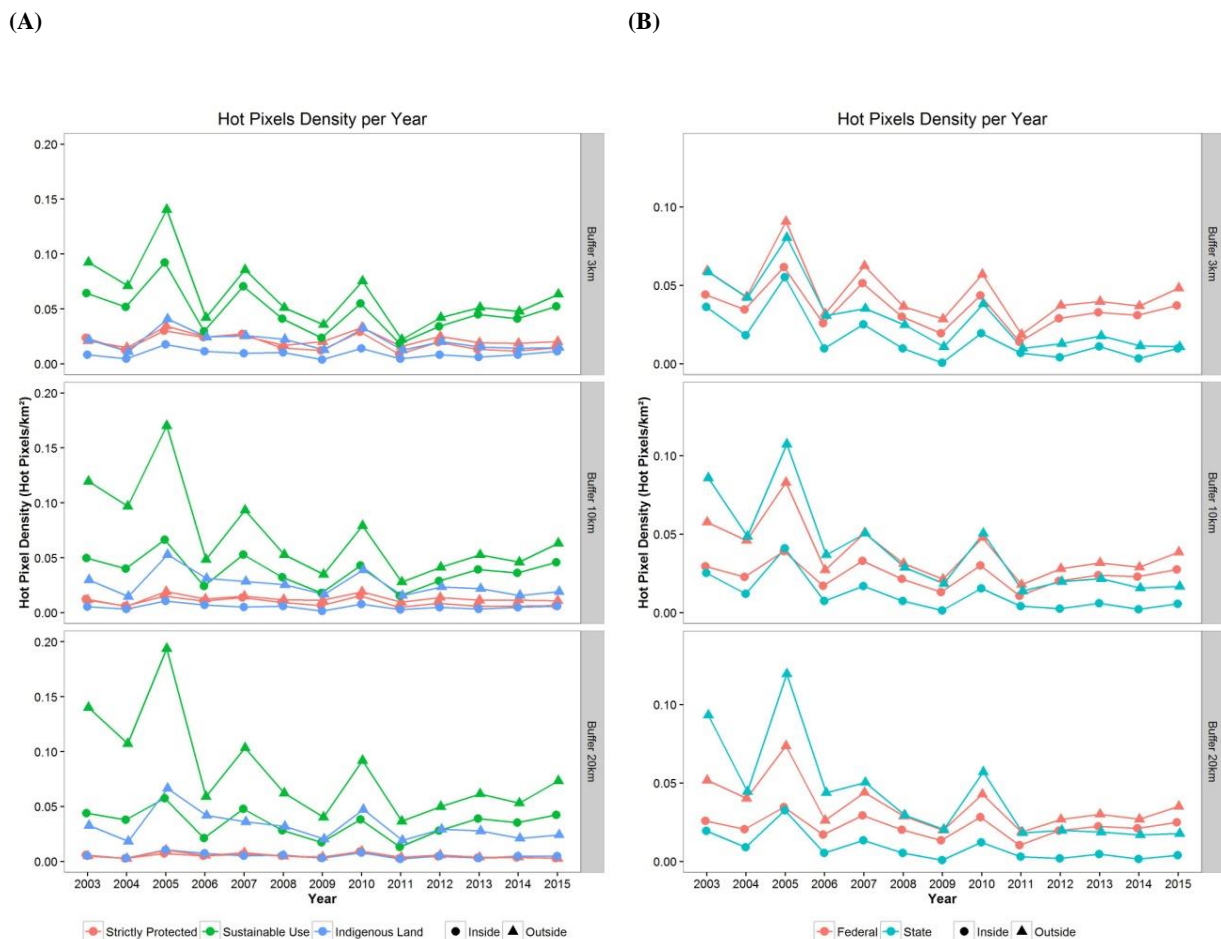 (A)
(B)
Hot Pixels Density per Year
0.20
0.15
0.10
0.05
0.00
Buffer 3km
0.20
0.15
0.10
0.05
0.00
Buffer 10km
0.20
0.15
0.10
0.05
0.00
Buffer 20km
Hot Pixel Density (Hot Pixels/km²)
2003 2004 2005 2006 2007 2008 2009 2010 2011 2012 2013 2014 2015
Year
Strictly Protected Sustainable Use Indigenous Land Inside Outside
Hot Pixels Density per Year
0.10
0.05
0.00
Buffer 3km
0.10
0.05
0.00
Buffer 10km
0.10
0.05
0.00
Buffer 20km
Hot Pixel Density (Hot Pixels/km²)
2003 2004 2005 2006 2007 2008 2009 2010 2011 2012 2013 2014 2015
Year
Federal State Inside Outside